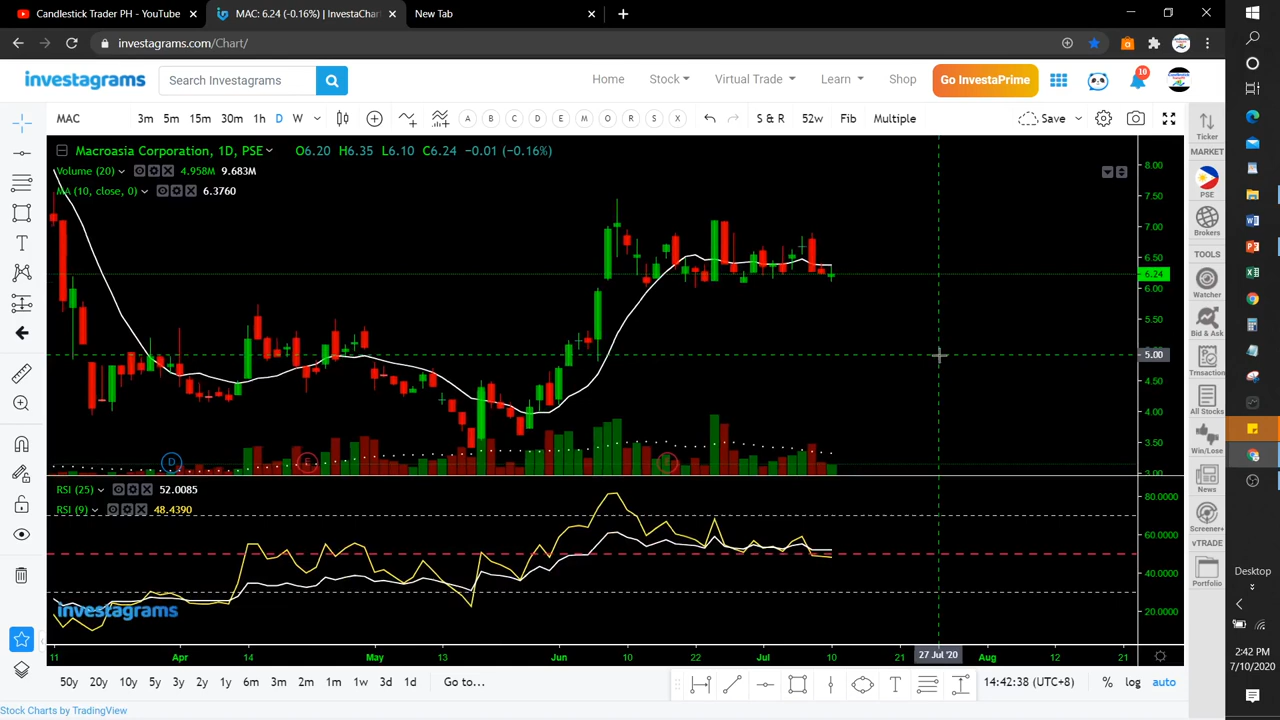 Candlestick Trader PH - YouTube
MAC: 6.24 (-0.16%) | InvestaChar
New Tab
investagrams.com/Chart/
investagrams
Search Investagrams
Home
Stock
Virtual Trade
Learn
Shop
Go InvestaPrime
10
MAC
3m 5m 15m 30m 1h D W
A B C D E M O R S X
S & R
52w
Fib
Multiple
Save
Macroasia Corporation, 1D, PSE
O6.20 H6.35 L6.10 C6.24 -0.01 (-0.16%)
Volume (20)
4.958M 9.683M
MA (10, close, 0)
6.3760
8.00
7.50
7.00
6.50
6.24
6.00
5.50
5.00
4.50
4.00
3.50
3.00
D
E
RSI (25)
52.0085
RSI (9)
48.4390
80.0000
60.0000
40.0000
20.0000
investagrams
11 Apr 14 May Jun 10 22 Jul 10 21 27 Jul '20 Aug 12 21
50y 20y 10y 5y 3y 2y 1y 6m 3m 2m 1m 1w 3d 1d Go to...
T
14:42:38 (UTC+8)
% log auto
Stock Charts by TradingView
Ticker
MARKET
PSE
Brokers
TOOLS
Watcher
Bid & Ask
Trnsaction
All Stocks
Win/Lose
News
Screener+
vTRADE
Portfolio
Desktop
2:42 PM
7/10/2020